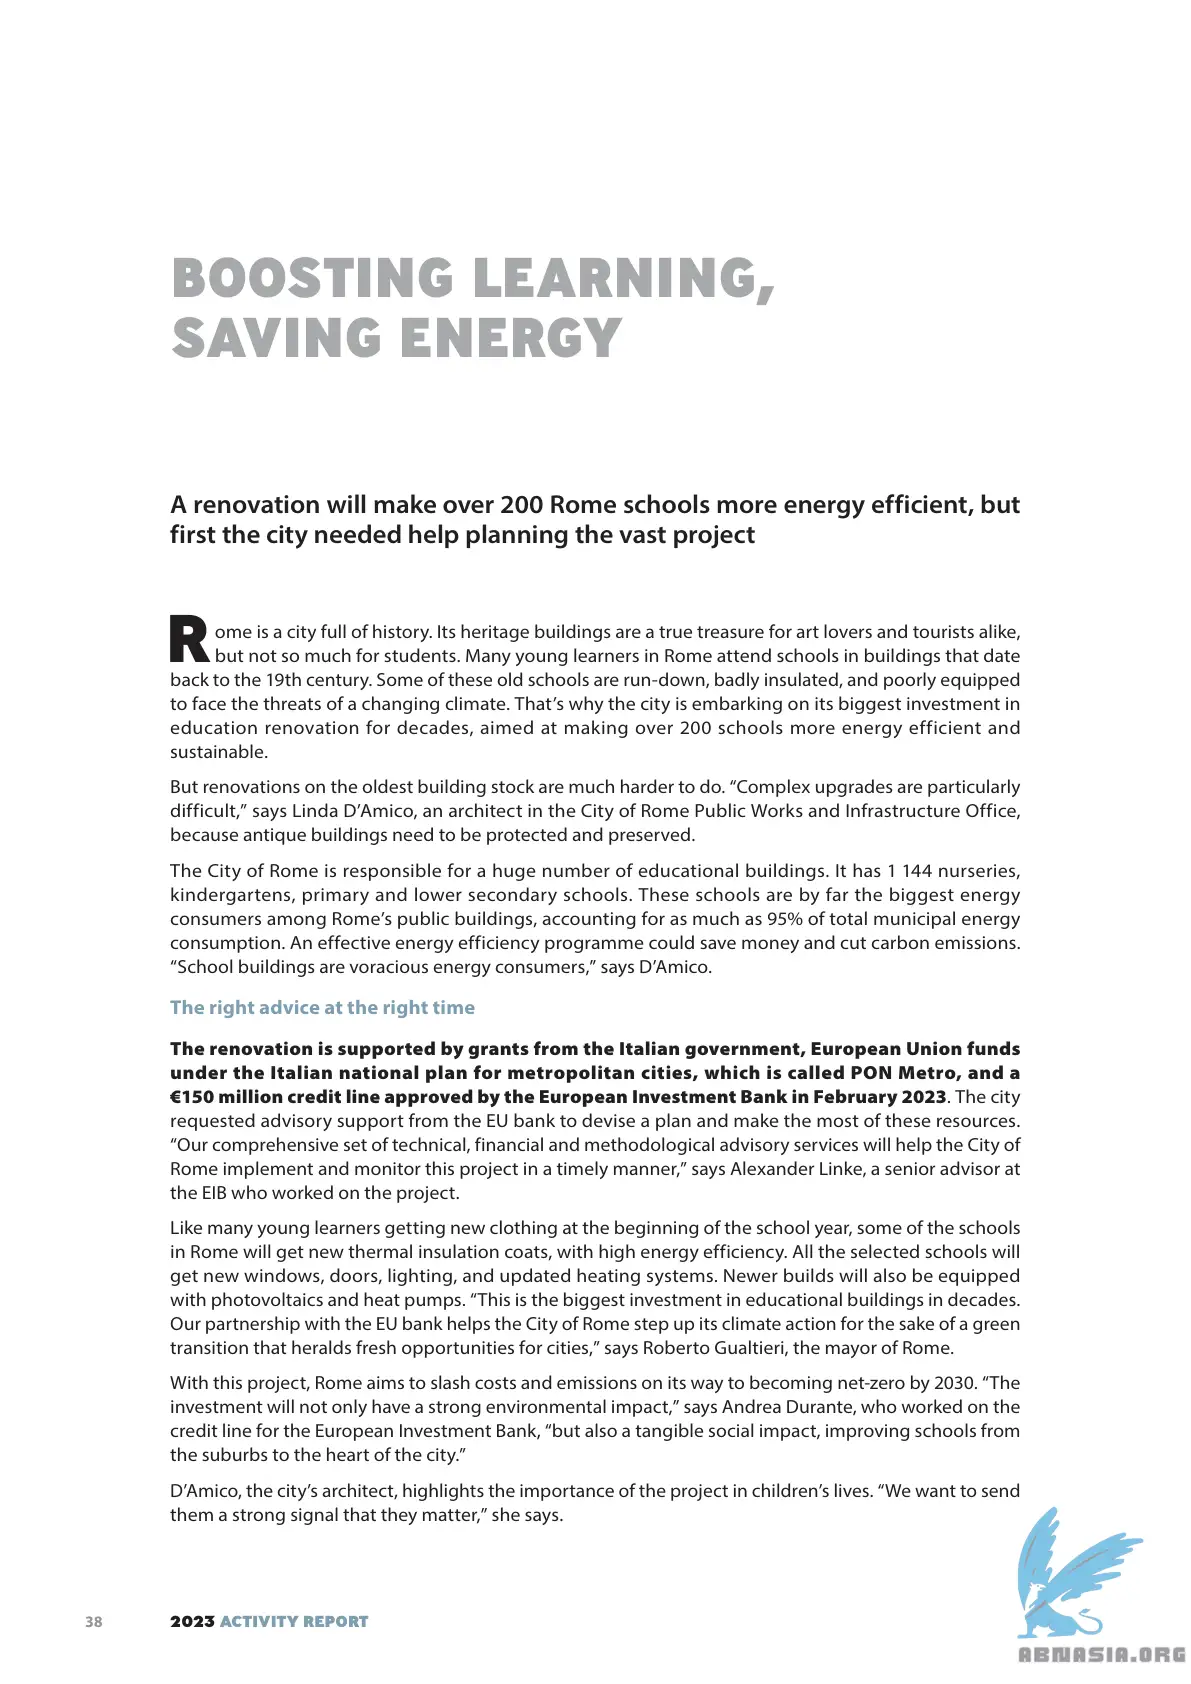 BOOSTING LEARNING,
SAVING ENERGY
A renovation will make over 200 Rome schools more energy efficient, but
first the city needed help planning the vast project
Rome is a city full of history. Its heritage buildings are a true treasure for art lovers and tourists alike,
but not so much for students. Many young learners in Rome attend schools in buildings that date
back to the 19th century. Some of these old schools are run-down, badly insulated, and poorly equipped
to face the threats of a changing climate. That’s why the city is embarking on its biggest investment in
education renovation for decades, aimed at making over 200 schools more energy efficient and
sustainable.
But renovations on the oldest building stock are much harder to do. “Complex upgrades are particularly
difficult,” says Linda D’Amico, an architect in the City of Rome Public Works and Infrastructure Office,
because antique buildings need to be protected and preserved.
The City of Rome is responsible for a huge number of educational buildings. It has 1 144 nurseries,
kindergartens, primary and lower secondary schools. These schools are by far the biggest energy
consumers among Rome’s public buildings, accounting for as much as 95% of total municipal energy
consumption. An effective energy efficiency programme could save money and cut carbon emissions.
“School buildings are voracious energy consumers,” says D’Amico.
The right advice at the right time
The renovation is supported by grants from the Italian government, European Union funds
under the Italian national plan for metropolitan cities, which is called PON Metro, and a
€150 million credit line approved by the European Investment Bank in February 2023. The city
requested advisory support from the EU bank to devise a plan and make the most of these resources.
“Our comprehensive set of technical, financial and methodological advisory services will help the City of
Rome implement and monitor this project in a timely manner,” says Alexander Linke, a senior advisor at
the EIB who worked on the project.
Like many young learners getting new clothing at the beginning of the school year, some of the schools
in Rome will get new thermal insulation coats, with high energy efficiency. All the selected schools will
get new windows, doors, lighting, and updated heating systems. Newer builds will also be equipped
with photovoltaics and heat pumps. “This is the biggest investment in educational buildings in decades.
Our partnership with the EU bank helps the City of Rome step up its climate action for the sake of a green
transition that heralds fresh opportunities for cities,” says Roberto Gualtieri, the mayor of Rome.
With this project, Rome aims to slash costs and emissions on its way to becoming net-zero by 2030. “The
investment will not only have a strong environmental impact,” says Andrea Durante, who worked on the
credit line for the European Investment Bank, “but also a tangible social impact, improving schools from
the suburbs to the heart of the city.”
D’Amico, the city’s architect, highlights the importance of the project in children’s lives. “We want to send
them a strong signal that they matter,” she says.
38 2023 ACTIVITY REPORT
ABNASIA.ORG